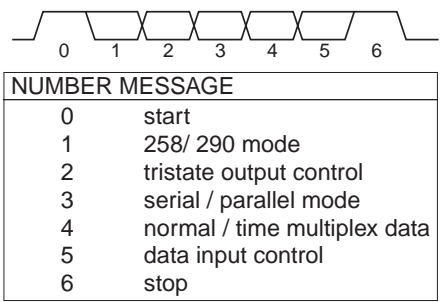 0 1 2 3 4 5 6
NUMBER MESSAGE
0 start
1 258/ 290 mode
2 tristate output control
3 serial / parallel mode
4 normal / time multiplex data
5 data input control
6 stop